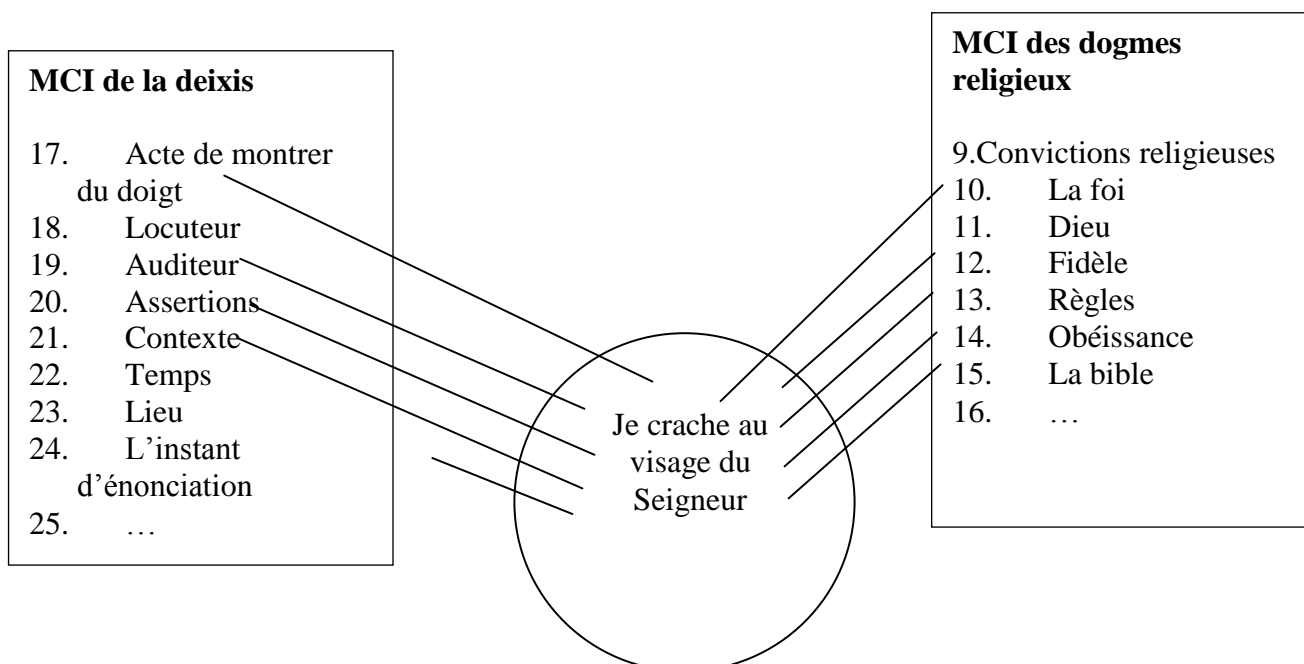 MCI de la deixis
17. Acte de montrer
du doigt
18. Locuteur
19. Auditeur
20. Assertions
21. Contexte
22. Temps
23. Lieu
24. L’instant
d’énonciation
25. …
Je crache au
visage du
Seigneur
MCI des dogmes
religieux
9.Convictions religieuses
10. La foi
11. Dieu
12. Fidèle
13. Règles
14. Obéissance
15. La bible
16. …